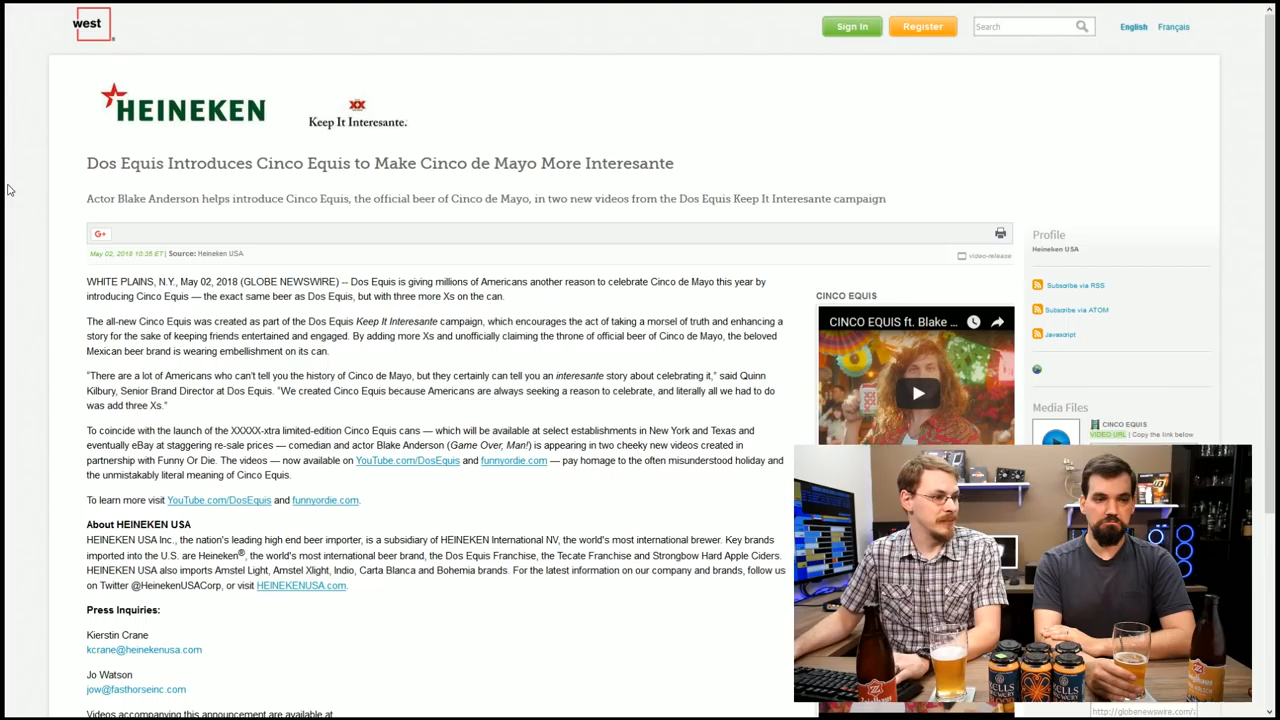 west
Sign In
Register
Search
English
Français
HEINEKEN
XX
Keep It Interesante.
Dos Equis Introduces Cinco Equis to Make Cinco de Mayo More Interesante
Actor Blake Anderson helps introduce Cinco Equis, the official beer of Cinco de Mayo, in two new videos from the Dos Equis Keep It Interesante campaign
G+
May 02, 2018 10:35 ET | Source: Heineken USA
video-release
WHITE PLAINS, N.Y., May 02, 2018 (GLOBE NEWSWIRE) -- Dos Equis is giving millions of Americans another reason to celebrate Cinco de Mayo this year by
introducing Cinco Equis — the exact same beer as Dos Equis, but with three more Xs on the can.
The all-new Cinco Equis was created as part of the Dos Equis Keep It Interesante campaign, which encourages the act of taking a morsel of truth and enhancing a
story for the sake of keeping friends entertained and engaged. By adding more Xs and unofficially claiming the throne of official beer of Cinco de Mayo, the beloved
Mexican beer brand is wearing embellishment on its can.
"There are a lot of Americans who can't tell you the history of Cinco de Mayo, but they certainly can tell you an interesante story about celebrating it," said Quinn
Kilbury, Senior Brand Director at Dos Equis. "We created Cinco Equis because Americans are always seeking a reason to celebrate, and literally all we had to do
was add three Xs."
To coincide with the launch of the XXXXX-xtra limited-edition Cinco Equis cans — which will be available at select establishments in New York and Texas and
eventually eBay at staggering re-sale prices — comedian and actor Blake Anderson (Game Over, Man!) is appearing in two cheeky new videos created in
partnership with Funny Or Die. The videos — now available on YouTube.com/DosEquis and funnyordie.com — pay homage to the often misunderstood holiday and
the unmistakably literal meaning of Cinco Equis.
To learn more visit YouTube.com/DosEquis and funnyordie.com.
About HEINEKEN USA
HEINEKEN USA Inc., the nation's leading high end beer importer, is a subsidiary of HEINEKEN International NV, the world's most international brewer. Key brands
imported into the U.S. are Heineken®, the world's most international beer brand, the Dos Equis Franchise, the Tecate Franchise and Strongbow Hard Apple Ciders.
HEINEKEN USA also imports Amstel Light, Amstel Xlight, Indio, Carta Blanca and Bohemia brands. For the latest information on our company and brands, follow us
on Twitter @HeinekenUSACorp, or visit HEINEKENUSA.com.
Press Inquiries:
Kierstin Crane
kcrane@heinekenusa.com
Jo Watson
jow@fasthorseinc.com
Videos accompanying this announcement are available at
CINCO EQUIS
CINCO EQUIS ft. Blake ...
Profile
Heineken USA
Subscribe via RSS
Subscribe via ATOM
Javascript
Media Files
CINCO EQUIS
VIDEO URL | Copy the link below
ZELLS
BREWERY